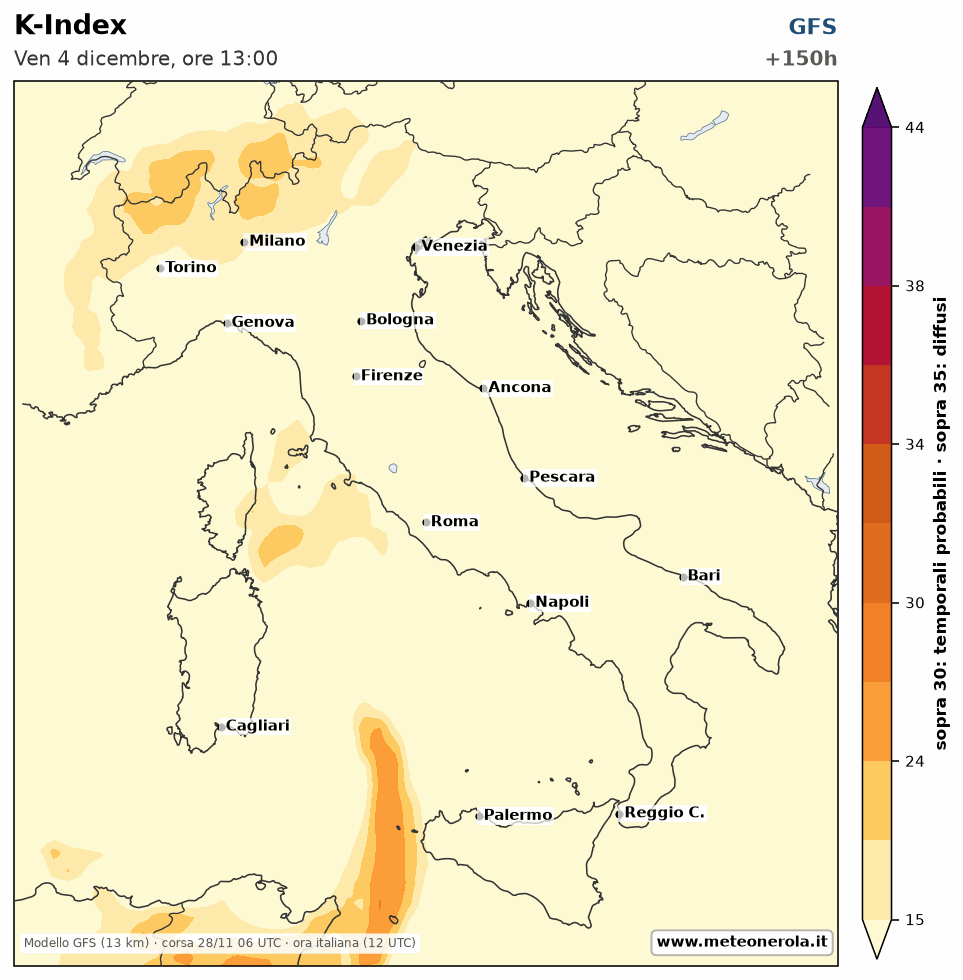 K-Index
GFS
Ven 4 dicembre, ore 13:00
+150h
44
38
34
30
24
15
sopra 30: temporali probabili · sopra 35: diffusi
Milano
Venezia
Torino
Genova
Bologna
Firenze
Ancona
Pescara
Roma
Bari
Napoli
Cagliari
Palermo
Reggio C.
Modello GFS (13 km) · corsa 28/11 06 UTC · ora italiana (12 UTC)
www.meteonerola.it